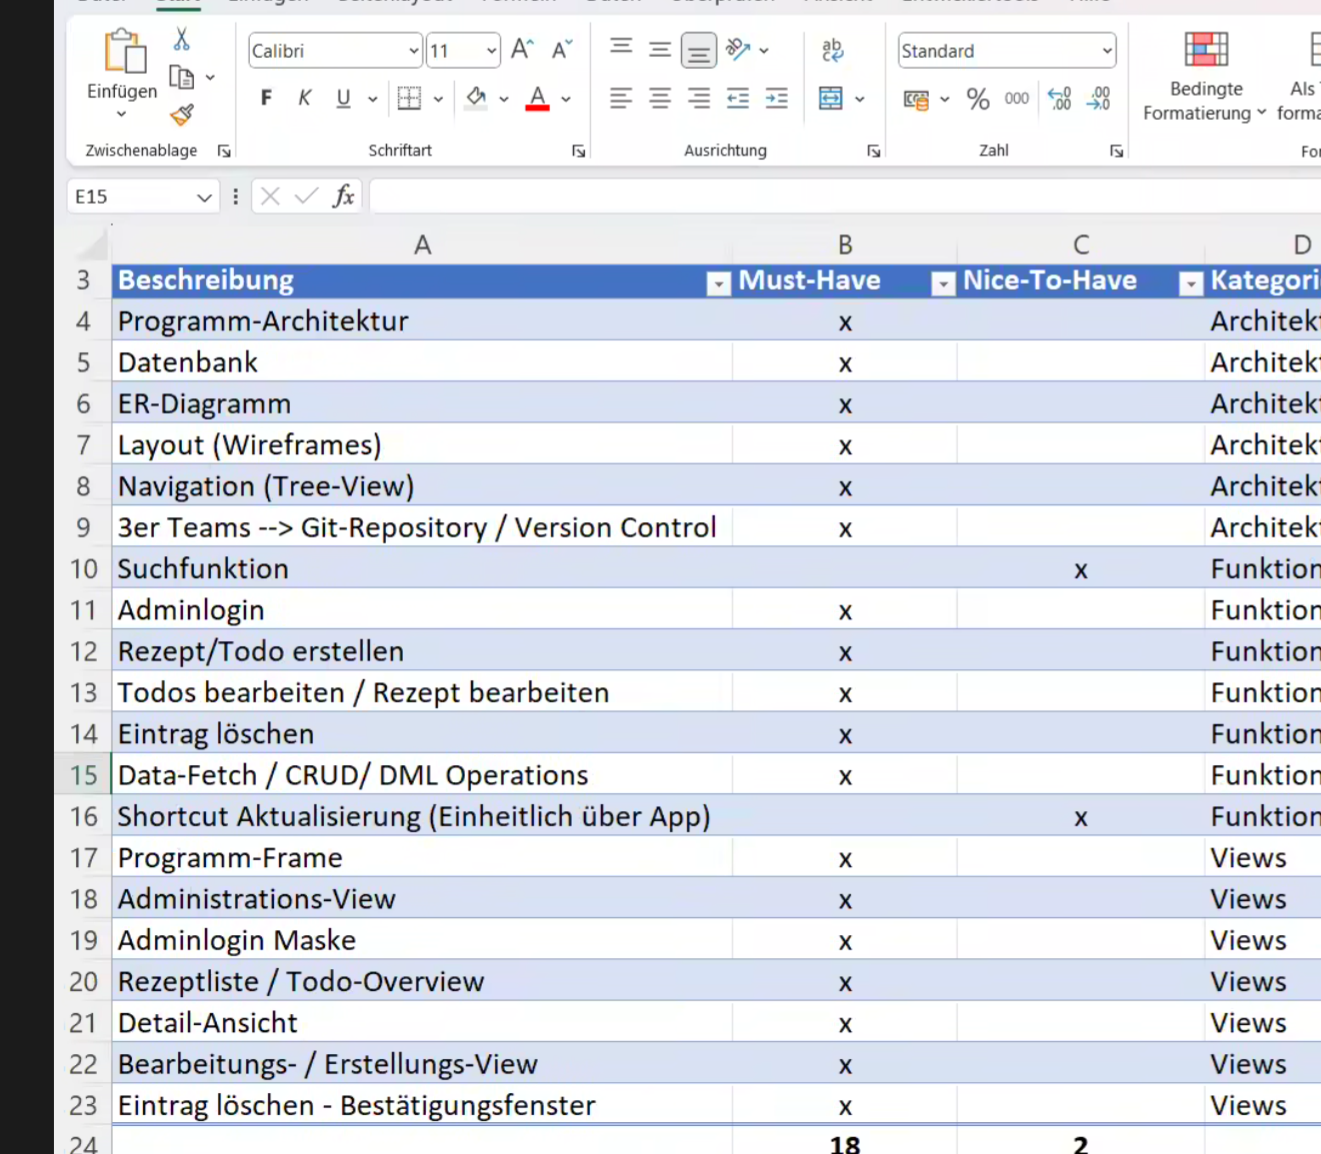 Calibri
11
Standard
Einfügen
F K U
A
% 000
Bedingte
Formatierung
Als
Zwischenablage
Schriftart
Ausrichtung
Zahl
E15
fx
A B C D
3 Beschreibung Must-Have Nice-To-Have Kategori
4 Programm-Architektur x Architekt
5 Datenbank x Architekt
6 ER-Diagramm x Architekt
7 Layout (Wireframes) x Architekt
8 Navigation (Tree-View) x Architekt
9 3er Teams --> Git-Repository / Version Control x Architekt
10 Suchfunktion x Funktion
11 Adminlogin x Funktion
12 Rezept/Todo erstellen x Funktion
13 Todos bearbeiten / Rezept bearbeiten x Funktion
14 Eintrag löschen x Funktion
15 Data-Fetch / CRUD/ DML Operations x Funktion
16 Shortcut Aktualisierung (Einheitlich über App) x Funktion
17 Programm-Frame x Views
18 Administrations-View x Views
19 Adminlogin Maske x Views
20 Rezeptliste / Todo-Overview x Views
21 Detail-Ansicht x Views
22 Bearbeitungs- / Erstellungs-View x Views
23 Eintrag löschen - Bestätigungsfenster x Views
24 18 2